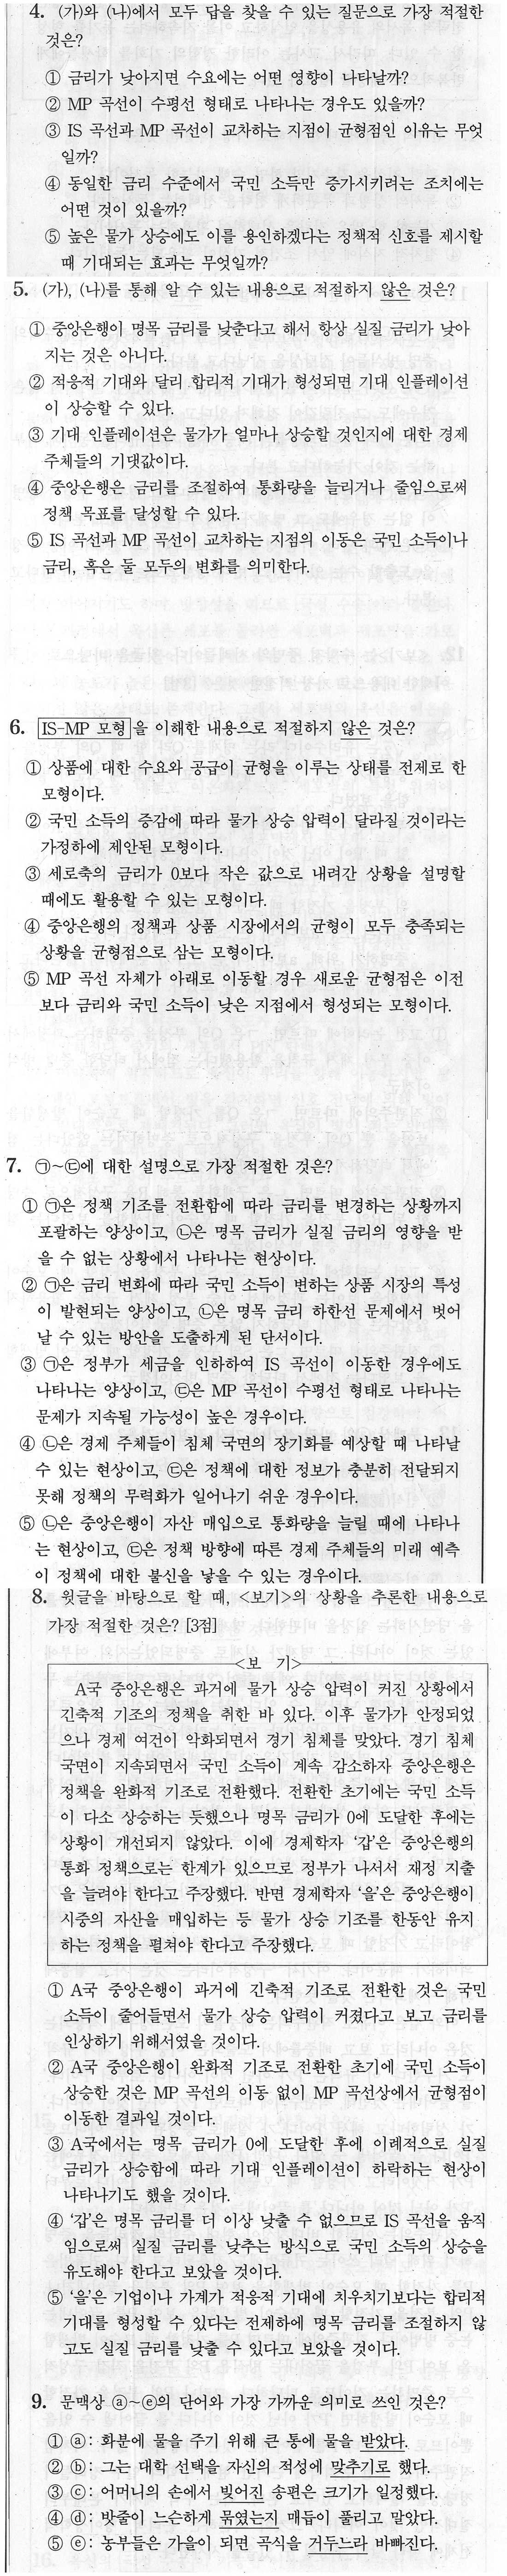 4. (가)와 (나)에서 모두 답을 찾을 수 있는 질문으로 가장 적절한
것은?
① 금리가 낮아지면 수요에는 어떤 영향이 나타날까?
② MP 곡선이 수평선 형태로 나타나는 경우도 있을까?
③ IS 곡선과 MP 곡선이 교차하는 지점이 균형점인 이유는 무엇
일까?
④ 동일한 금리 수준에서 국민 소득만 증가시키려는 조치에는
어떤 것이 있을까?
⑤ 높은 물가 상승에도 이를 용인하겠다는 정책적 신호를 제시할
때 기대되는 효과는 무엇일까?
5. (가), (나)를 통해 알 수 있는 내용으로 적절하지 않은 것은?
① 중앙은행이 명목 금리를 낮춘다고 해서 항상 실질 금리가 낮아
지는 것은 아니다.
② 적응적 기대와 달리 합리적 기대가 형성되면 기대 인플레이션
이 상승할 수 있다.
③ 기대 인플레이션은 물가가 얼마나 상승할 것인지에 대한 경제
주체들의 기댓값이다.
④ 중앙은행은 금리를 조절하여 통화량을 늘리거나 줄임으로써
정책 목표를 달성할 수 있다.
⑤ IS 곡선과 MP 곡선이 교차하는 지점의 이동은 국민 소득이나
금리, 혹은 둘 모두의 변화를 의미한다.
6. IS-MP 모형을 이해한 내용으로 적절하지 않은 것은?
① 상품에 대한 수요와 공급이 균형을 이루는 상태를 전제로 한
모형이다.
② 국민 소득의 증감에 따라 물가 상승 압력이 달라질 것이라는
가정하에 제안된 모형이다.
③ 세로축의 금리가 0보다 작은 값으로 내려간 상황을 설명할
때에도 활용할 수 있는 모형이다.
④ 중앙은행의 정책과 상품 시장에서의 균형이 모두 충족되는
상황을 균형점으로 삼는 모형이다.
⑤ MP 곡선 자체가 아래로 이동할 경우 새로운 균형점은 이전
보다 금리와 국민 소득이 낮은 지점에서 형성되는 모형이다.
7. ㉠~㉢에 대한 설명으로 가장 적절한 것은?
① ㉠은 정책 기조를 전환함에 따라 금리를 변경하는 상황까지
포괄하는 양상이고, ㉡은 명목 금리가 실질 금리의 영향을 받
을 수 없는 상황에서 나타나는 현상이다.
② ㉠은 금리 변화에 따라 국민 소득이 변하는 상품 시장의 특성
이 발현되는 양상이고, ㉡은 명목 금리 하한선 문제에서 벗어
날 수 있는 방안을 도출하게 된 단서이다.
③ ㉠은 정부가 세금을 인하하여 IS 곡선이 이동한 경우에도
나타나는 양상이고, ㉢은 MP 곡선이 수평선 형태로 나타나는
문제가 지속될 가능성이 높은 경우이다.
④ ㉡은 경제 주체들이 침체 국면의 장기화를 예상할 때 나타날
수 있는 현상이고, ㉢은 정책에 대한 정보가 충분히 전달되지
못해 정책의 무력화가 일어나기 쉬운 경우이다.
⑤ ㉡은 중앙은행이 자산 매입으로 통화량을 늘릴 때에 나타나
는 현상이고, ㉢은 정책 방향에 따른 경제 주체들의 미래 예측
이 정책에 대한 불신을 낳을 수 있는 경우이다.
8. 윗글을 바탕으로 할 때, <보기>의 상황을 추론한 내용으로
가장 적절한 것은? [3점]
<보 기>
A국 중앙은행은 과거에 물가 상승 압력이 커진 상황에서
긴축적 기조의 정책을 취한 바 있다. 이후 물가가 안정되었
으나 경제 여건이 악화되면서 경기 침체를 맞았다. 경기 침체
국면이 지속되면서 국민 소득이 계속 감소하자 중앙은행은
정책을 완화적 기조로 전환했다. 전환한 초기에는 국민 소득
이 다소 상승하는 듯했으나 명목 금리가 0에 도달한 후에는
상황이 개선되지 않았다. 이에 경제학자 ‘갑’은 중앙은행의
통화 정책으로는 한계가 있으므로 정부가 나서서 재정 지출
을 늘려야 한다고 주장했다. 반면 경제학자 ‘을’은 중앙은행이
시중의 자산을 매입하는 등 물가 상승 기조를 한동안 유지
하는 정책을 펼쳐야 한다고 주장했다.
① A국 중앙은행이 과거에 긴축적 기조로 전환한 것은 국민
소득이 줄어들면서 물가 상승 압력이 커졌다고 보고 금리를
인상하기 위해서였을 것이다.
② A국 중앙은행이 완화적 기조로 전환한 초기에 국민 소득이
상승한 것은 MP 곡선의 이동 없이 MP 곡선상에서 균형점이
이동한 결과일 것이다.
③ A국에서는 명목 금리가 0에 도달한 후에 이례적으로 실질
금리가 상승함에 따라 기대 인플레이션이 하락하는 현상이
나타나기도 했을 것이다.
④ ‘갑’은 명목 금리를 더 이상 낮출 수 없으므로 IS 곡선을 움직
임으로써 실질 금리를 낮추는 방식으로 국민 소득의 상승을
유도해야 한다고 보았을 것이다.
⑤ ‘을’은 기업이나 가계가 적응적 기대에 치우치기보다는 합리적
기대를 형성할 수 있다는 전제하에 명목 금리를 조절하지 않
고도 실질 금리를 낮출 수 있다고 보았을 것이다.
9. 문맥상 ⓐ~ⓔ의 단어와 가장 가까운 의미로 쓰인 것은?
① ⓐ: 화분에 물을 주기 위해 큰 통에 물을 받았다.
② ⓑ: 그는 대학 선택을 자신의 적성에 맞추기로 했다.
③ ⓒ: 어머니의 손에서 빚어진 송편은 크기가 일정했다.
④ ⓓ: 밧줄이 느슨하게 묶였는지 매듭이 풀리고 말았다.
⑤ ⓔ: 농부들은 가을이 되면 곡식을 거두느라 바빠진다.